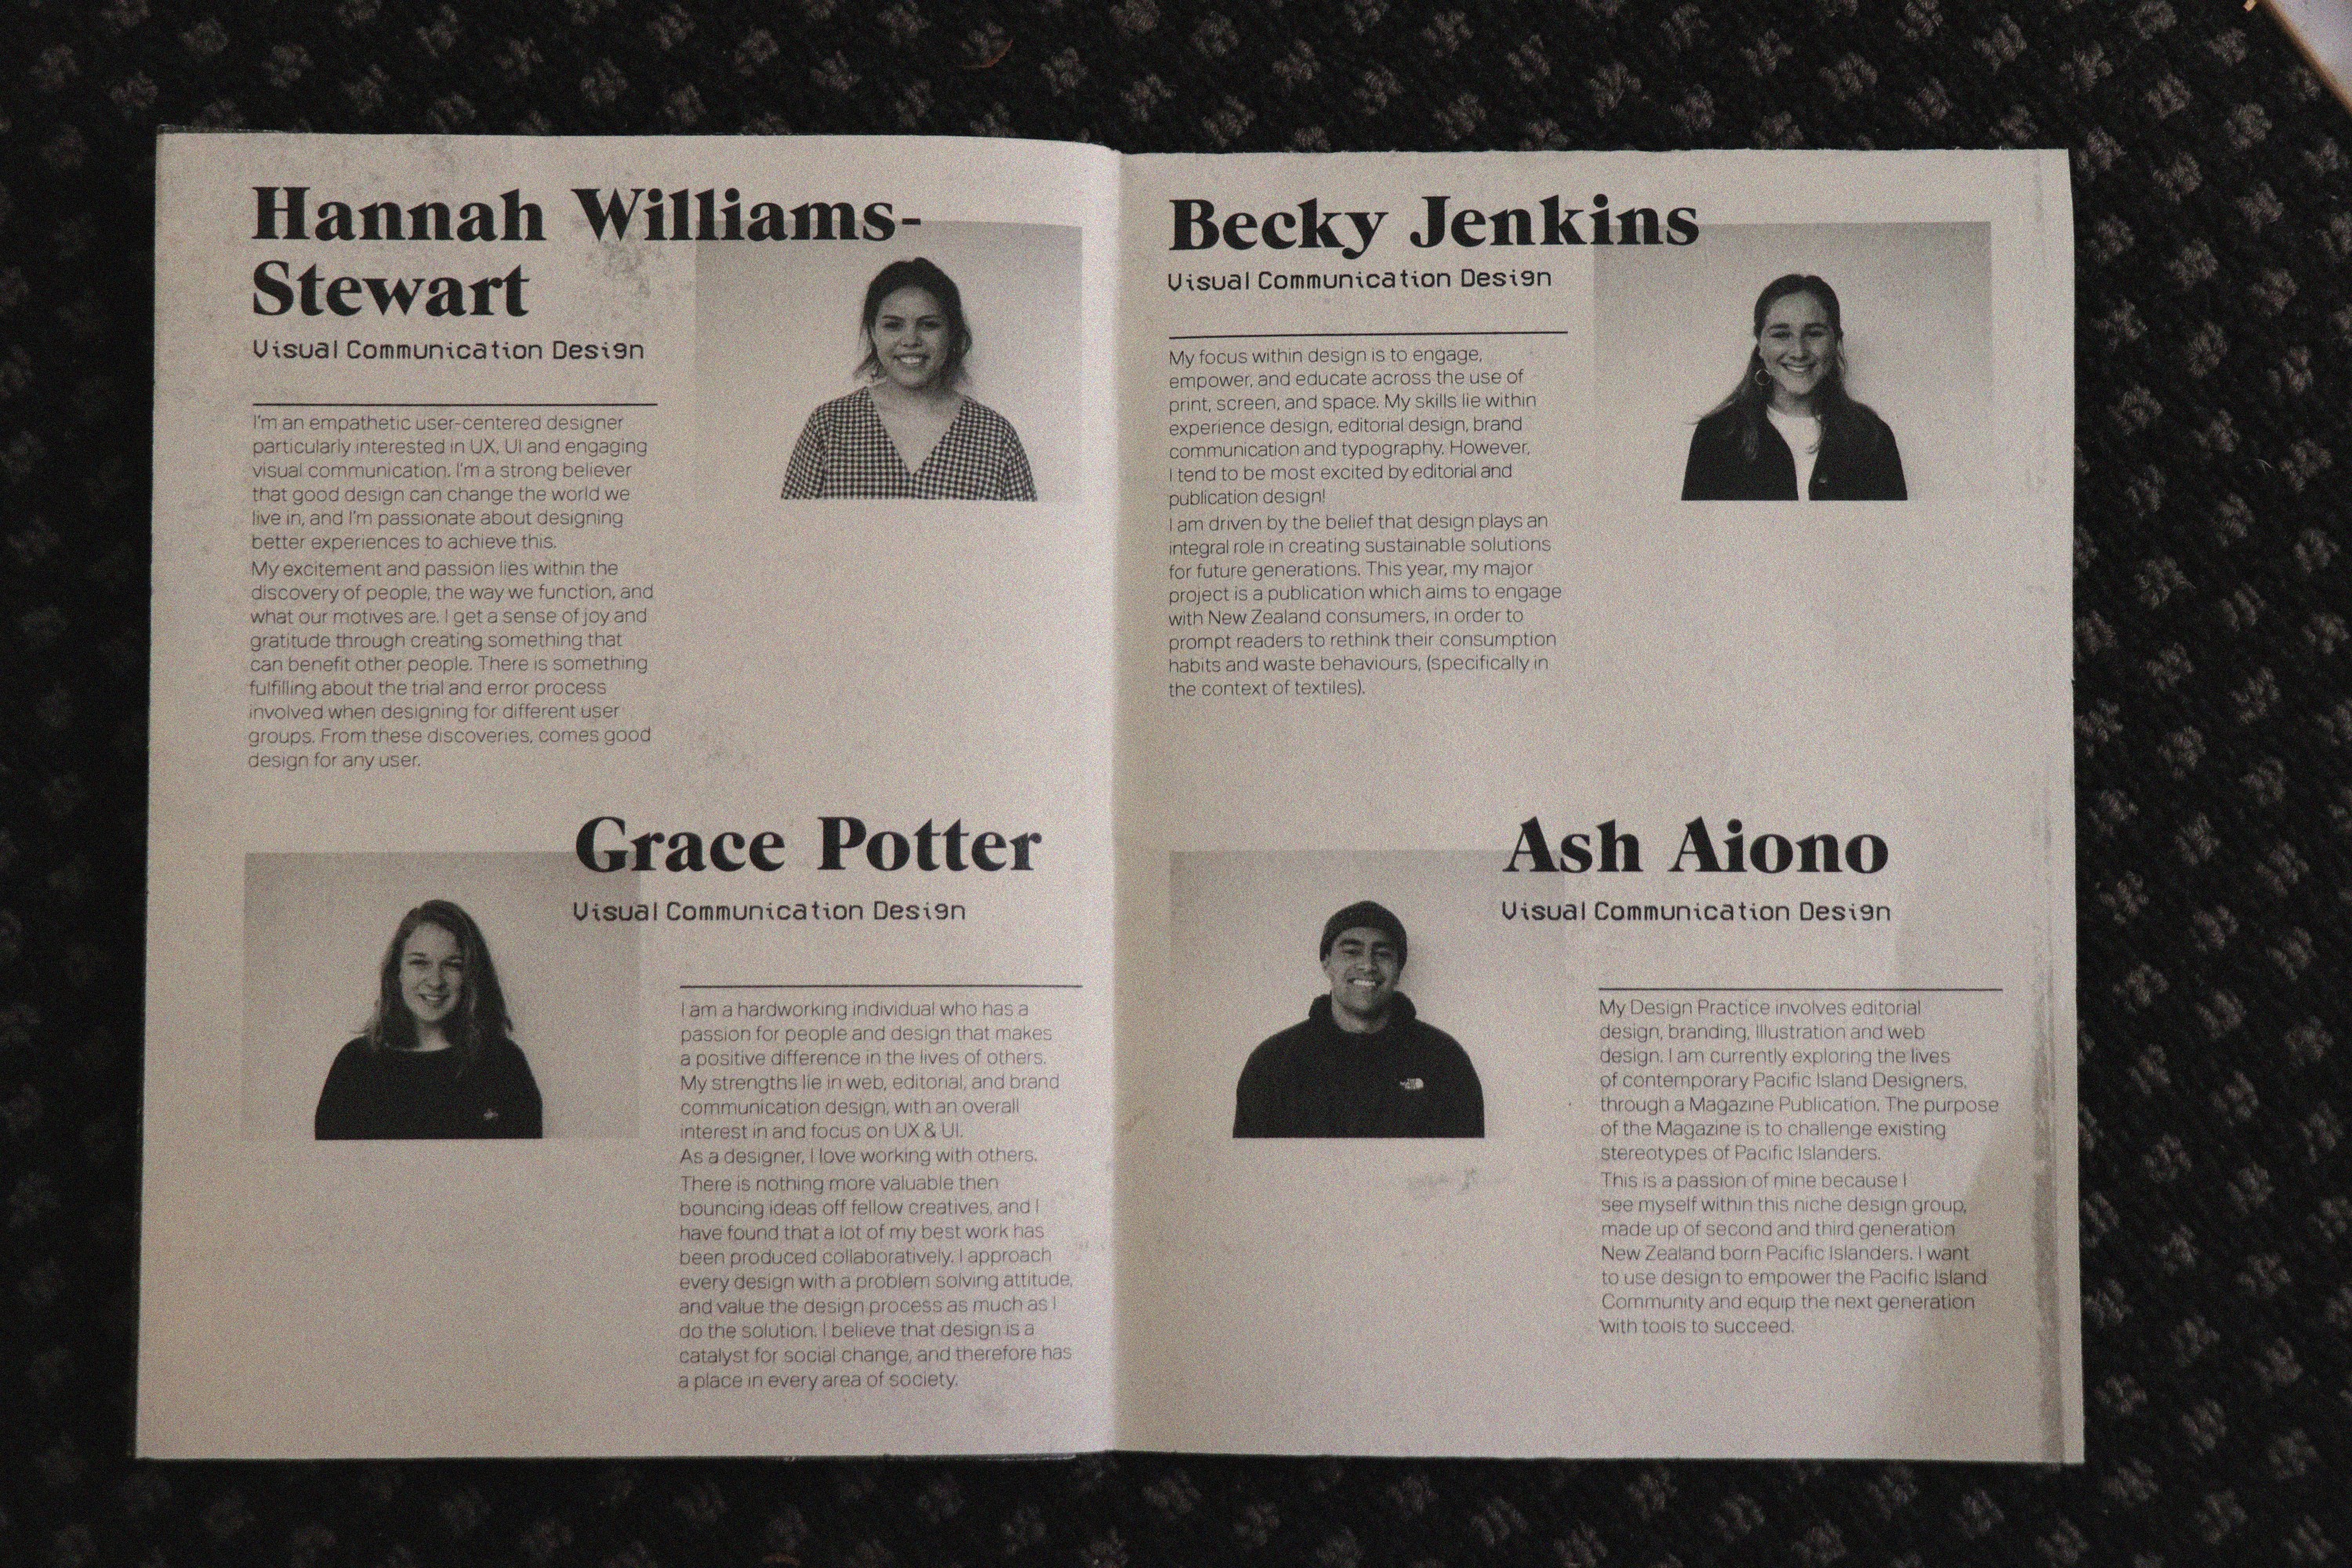 Hannah Williams-
Stewart
Visual Communication Design
I'm an empathetic user-centered designer
particularly interested in UX, UI and engaging
visual communication. I'm a strong believer
that good design can change the world we
live in, and I'm passionate about designing
better experiences to achieve this.
My excitement and passion lies within the
discovery of people, the way we function, and
what our motives are. I get a sense of joy and
gratitude through creating something that
can benefit other people. There is something
fulfilling about the trial and error process
involved when designing for different user
groups. From these discoveries, comes good
design for any user.
Grace Potter
Visual Communication Design
I am a hardworking individual who has a
passion for people and design that makes
a positive difference in the lives of others.
My strengths lie in web, editorial, and brand
communication design, with an overall
interest in and focus on UX & UI.
As a designer, I love working with others.
There is nothing more valuable then
bouncing ideas off fellow creatives, and I
have found that a lot of my best work has
been produced collaboratively. I approach
every design with a problem solving attitude,
and value the design process as much as I
do the solution. I believe that design is a
catalyst for social change, and therefore has
a place in every area of society.
Becky Jenkins
Visual Communication Design
My focus within design is to engage,
empower, and educate across the use of
print, screen, and space. My skills lie within
experience design, editorial design, brand
communication and typography. However,
I tend to be most excited by editorial and
publication design!
I am driven by the belief that design plays an
integral role in creating sustainable solutions
for future generations. This year, my major
project is a publication which aims to engage
with New Zealand consumers, in order to
prompt readers to rethink their consumption
habits and waste behaviours, (specifically in
the context of textiles).
Ash Aiono
Visual Communication Design
My Design Practice involves editorial
design, branding, Illustration and web
design. I am currently exploring the lives
of contemporary Pacific Island Designers,
through a Magazine Publication. The purpose
of the Magazine is to challenge existing
stereotypes of Pacific Islanders.
This is a passion of mine because I
see myself within this niche design group,
made up of second and third generation
New Zealand born Pacific Islanders. I want
to use design to empower the Pacific Island
Community and equip the next generation
with tools to succeed.